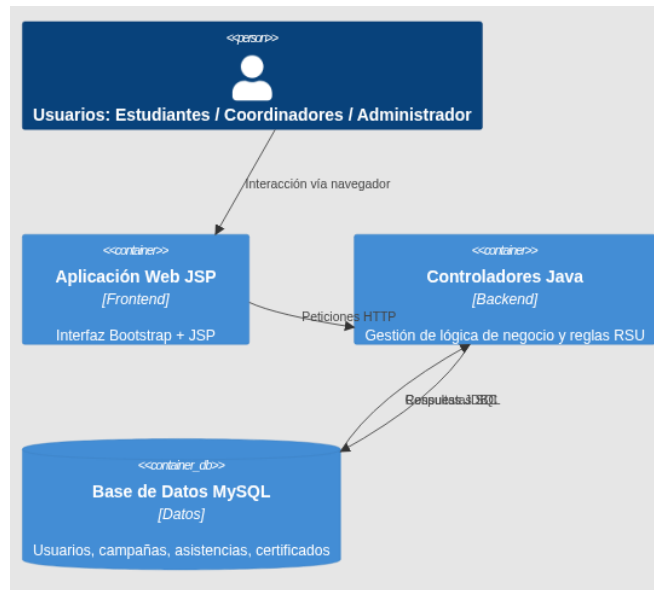 <<person>>
Usuarios: Estudiantes / Coordinadores / Administrador
Interacción vía navegador
<<container>>
Aplicación Web JSP
[Frontend]
Interfaz Bootstrap + JSP
<<container>>
Controladores Java
[Backend]
Gestión de lógica de negocio y reglas RSU
Peticiones HTTP
<<container_db>>
Base de Datos MySQL
[Datos]
Usuarios, campañas, asistencias, certificados